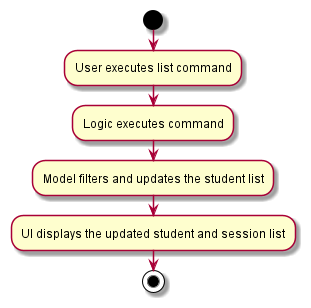 User executes list command
Logic executes command
Model filters and updates the student list
UI displays the updated student and session list